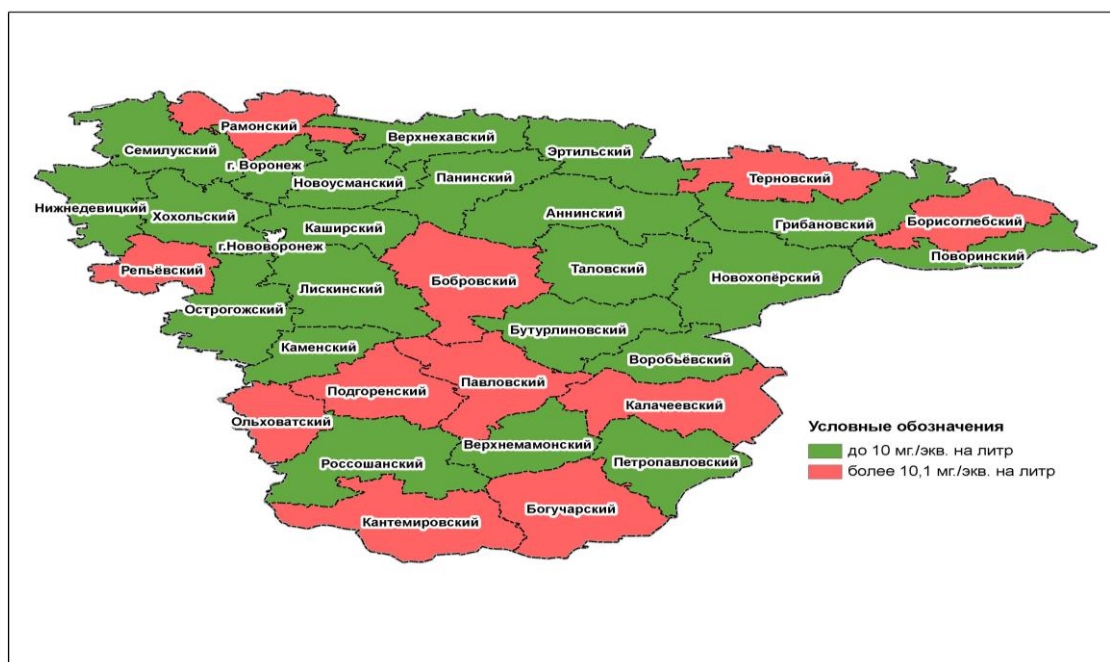 Рамонский
Верхнехавский
Семилукский
Эртильский
г. Воронеж
Новоусманский
Панинский
Терновский
Нижнедевицкий
Хохольский
Аннинский
Грибановский
Борисоглебский
Каширский
г.Нововоронеж
Поворинский
Репьёвский
Бобровский
Таловский
Новохопёрский
Лискинский
Острогожский
Бутурлиновский
Каменский
Воробьёвский
Подгоренский
Павловский
Калачеевский
Ольховатский
Верхнемамонский
Россошанский
Петропавловский
Богучарский
Кантемировский
Условные обозначения
до 10 мг./экв. на литр
более 10,1 мг./экв. на литр